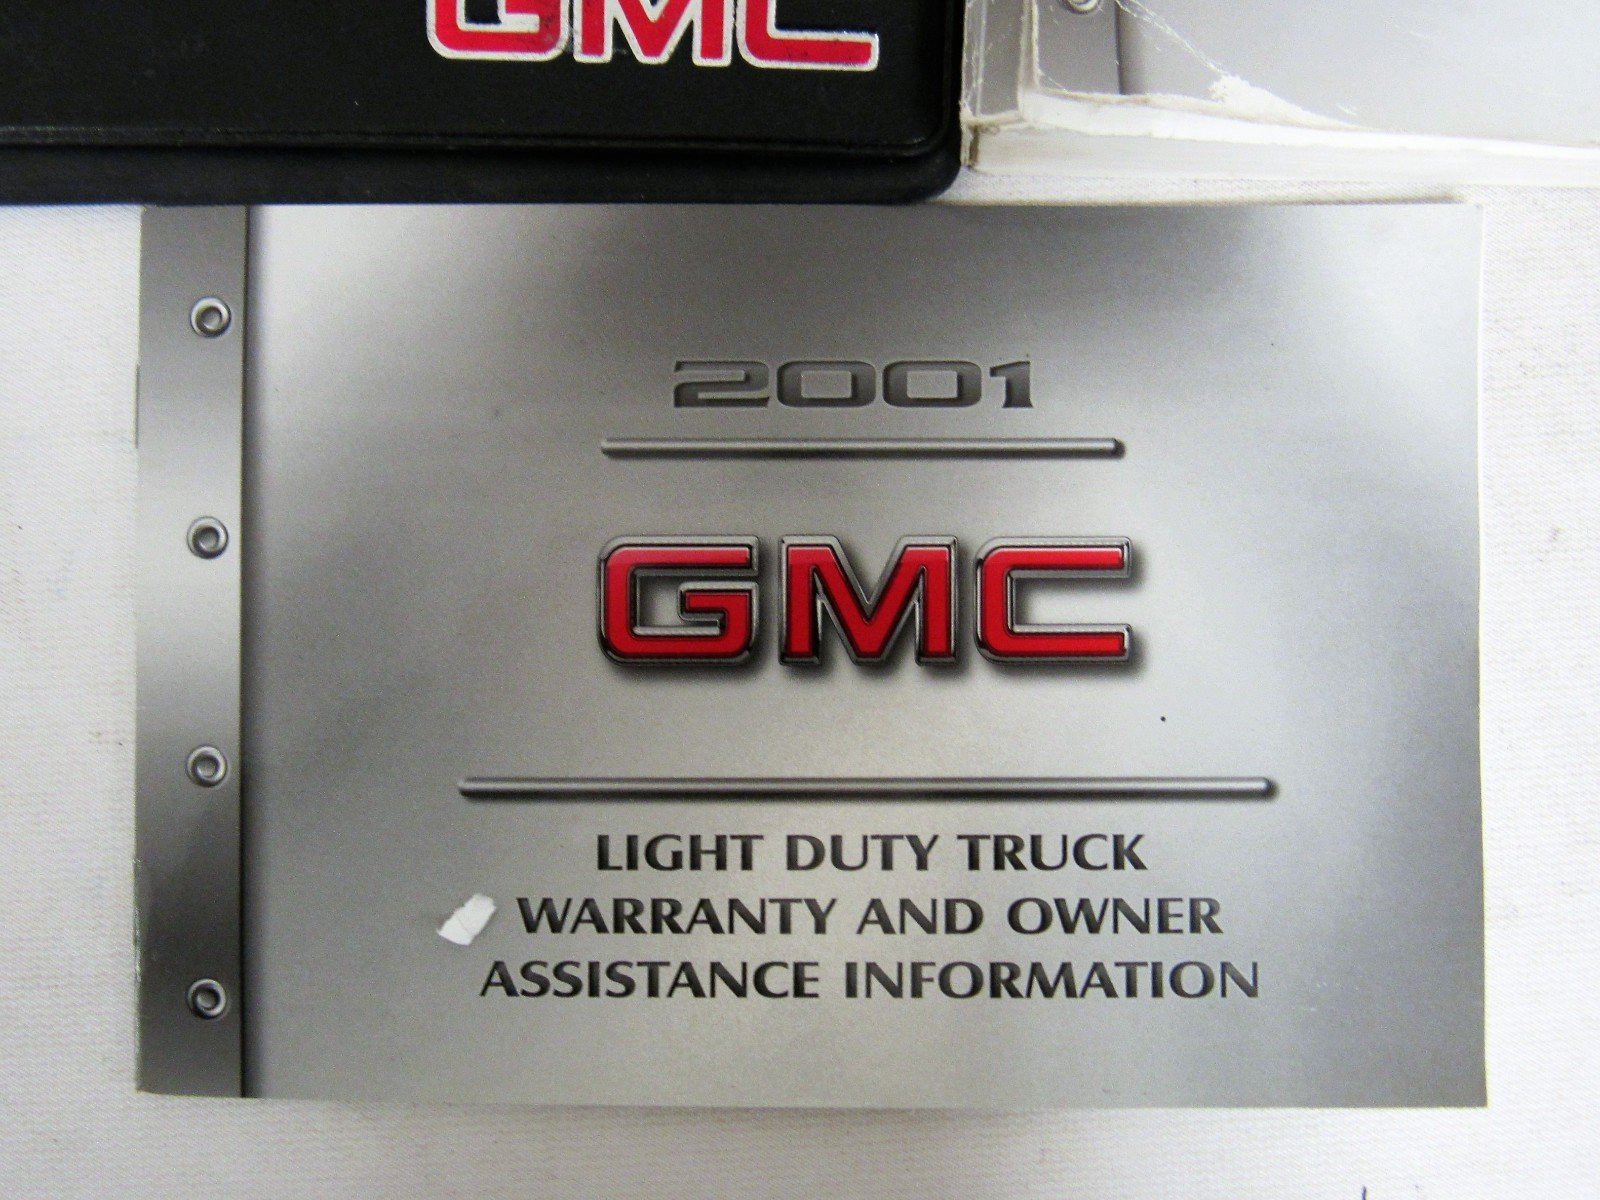 GMC
2001
GMC
LIGHT DUTY TRUCK
WARRANTY AND OWNER
ASSISTANCE INFORMATION